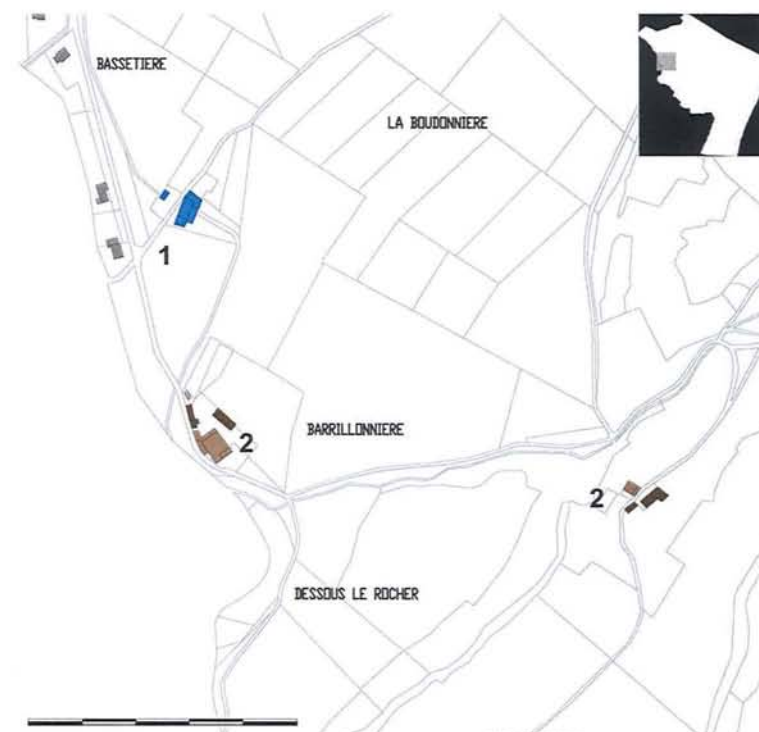 BASSETIERE
LA BOUDONNIERE
1
BARRILLONNIERE
2
2
DESSOUS LE ROCHER